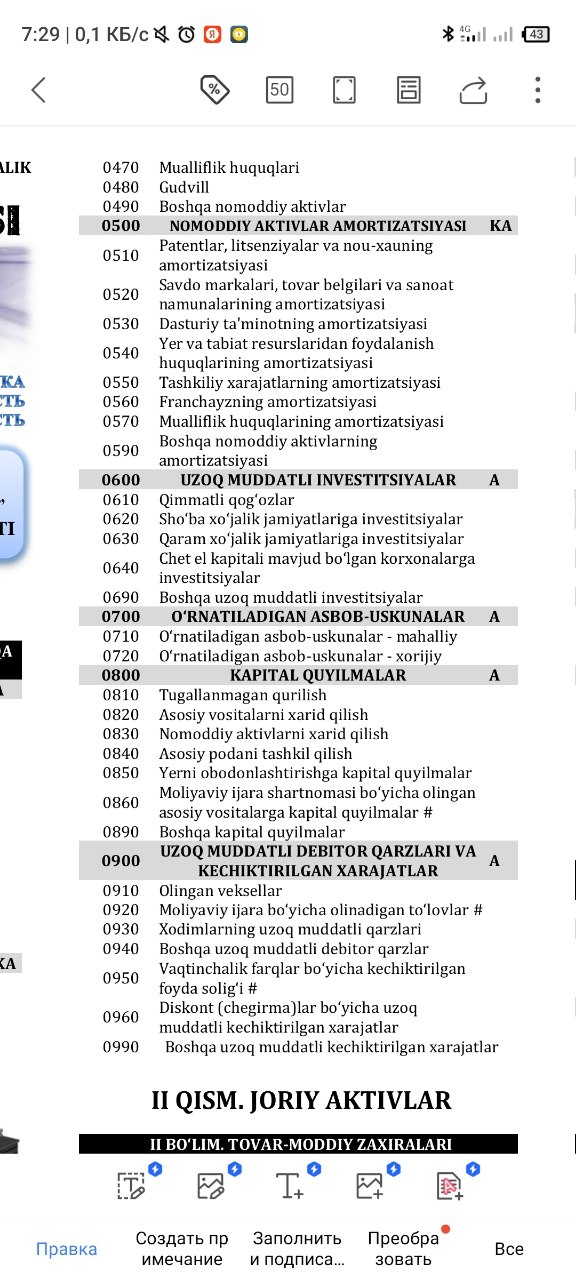 7:29 | 0,1 КБ/с
4G
43
50
0470 Mualliflik huquqlari
0480 Gudvill
0490 Boshqa nomoddiy aktivlar
0500 NOMODDIY AKTIVLAR AMORTIZATSIYASI KA
0510 Patentlar, litsenziyalar va nou-xauning
amortizatsiyasi
0520 Savdo markalari, tovar belgilari va sanoat
namunalarining amortizatsiyasi
0530 Dasturiy ta'minotning amortizatsiyasi
0540 Yer va tabiat resurslaridan foydalanish
huquqlarining amortizatsiyasi
0550 Tashkiliy xarajatlarning amortizatsiyasi
0560 Franchayzning amortizatsiyasi
0570 Mualliflik huquqlarining amortizatsiyasi
0590 Boshqa nomoddiy aktivlarning
amortizatsiyasi
0600 UZOQ MUDDATLI INVESTITSIYALAR A
0610 Qimmatli qog‘ozlar
0620 Sho‘ba xo‘jalik jamiyatlariga investitsiyalar
0630 Qaram xo‘jalik jamiyatlariga investitsiyalar
0640 Chet el kapitali mavjud bo‘lgan korxonalarga
investitsiyalar
0690 Boshqa uzoq muddatli investitsiyalar
0700 O‘RNATILADIGAN ASBOB-USKUNALAR A
0710 O‘rnatiladigan asbob-uskunalar - mahalliy
0720 O‘rnatiladigan asbob-uskunalar - xorijiy
0800 KAPITAL QUYILMALAR A
0810 Tugallanmagan qurilish
0820 Asosiy vositalarni xarid qilish
0830 Nomoddiy aktivlarni xarid qilish
0840 Asosiy podani tashkil qilish
0850 Yerni obodonlashtirishga kapital quyilmalar
0860 Moliyaviy ijara shartnomasi bo‘yicha olingan
asosiy vositalarga kapital quyilmalar #
0890 Boshqa kapital quyilmalar
0900 UZOQ MUDDATLI DEBITOR QARZLARI VA
KECHIKTIRILGAN XARAJATLAR A
0910 Olingan veksellar
0920 Moliyaviy ijara bo‘yicha olinadigan to‘lovlar #
0930 Xodimlarning uzoq muddatli qarzlari
0940 Boshqa uzoq muddatli debitor qarzlar
0950 Vaqtinchalik farqlar bo‘yicha kechiktirilgan
foyda solig‘i #
0960 Diskont (chegirma)lar bo‘yicha uzoq
muddatli kechiktirilgan xarajatlar
0990 Boshqa uzoq muddatli kechiktirilgan xarajatlar
II QISM. JORIY AKTIVLAR
II BO‘LIM. TOVAR-MODDIY ZAXIRALARI
Правка
Создать пр
имечание
Заполнить
и подписа...
Преобра
зовать
Все